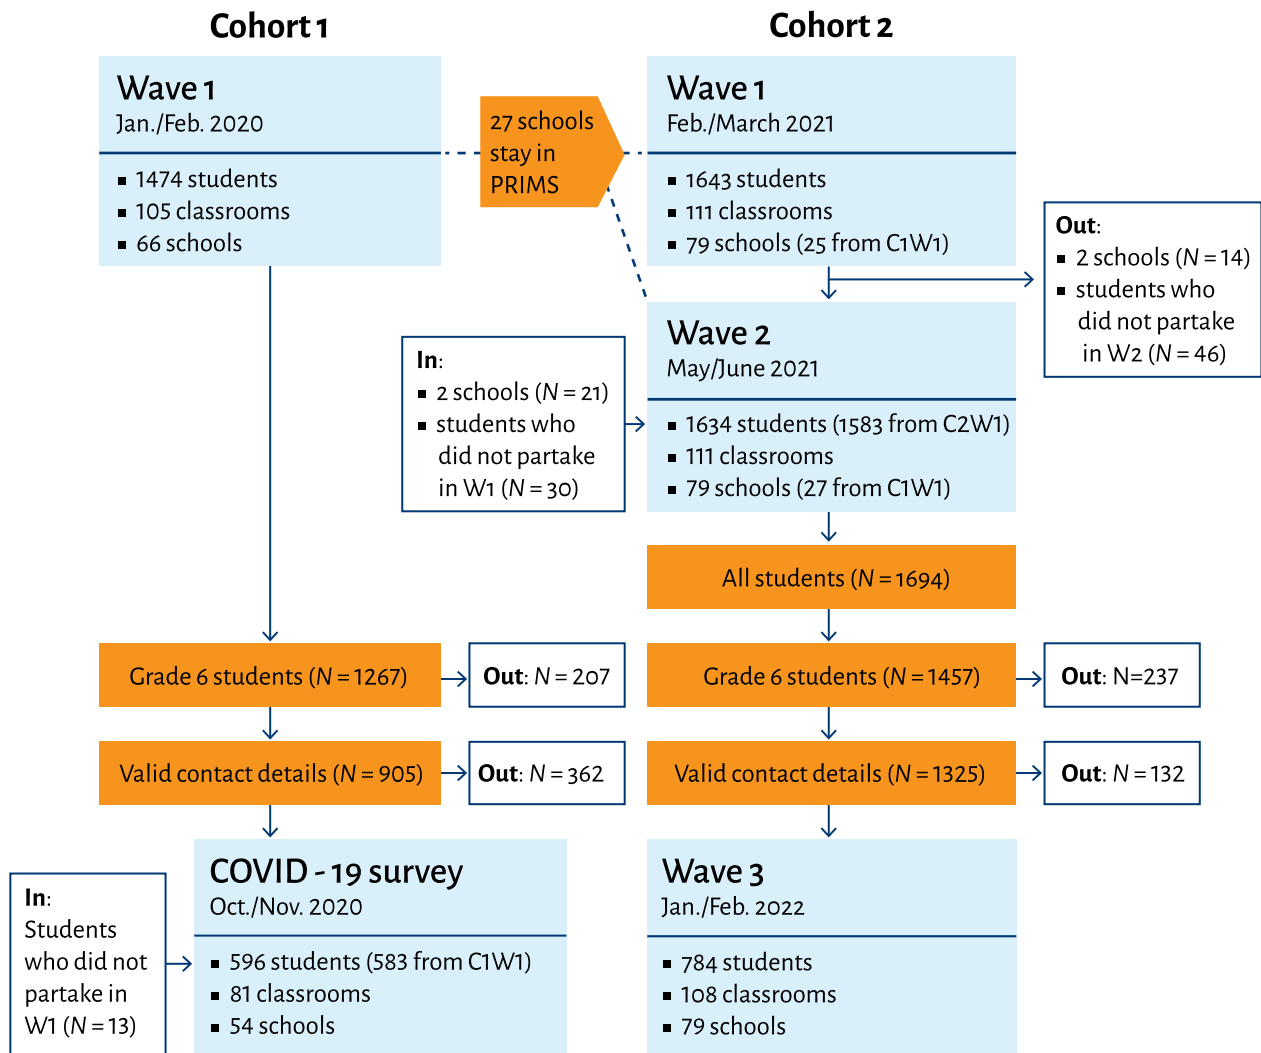 Cohort 1
Cohort 2
Wave 1
Jan./Feb. 2020
▪ 1474 students
▪ 105 classrooms
▪ 66 schools
27 schools
stay in
PRIMS
Wave 1
Feb./March 2021
▪ 1643 students
▪ 111 classrooms
▪ 79 schools (25 from C1W1)
Out:
▪ 2 schools (N = 14)
▪ students who
did not partake
in W2 (N = 46)
In:
▪ 2 schools (N = 21)
▪ students who
did not partake
in W1 (N = 30)
Wave 2
May/June 2021
▪ 1634 students (1583 from C2W1)
▪ 111 classrooms
▪ 79 schools (27 from C1W1)
All students (N = 1694)
Grade 6 students (N = 1267)
Out: N = 207
Grade 6 students (N = 1457)
Out: N=237
Valid contact details (N = 905)
Out: N = 362
Valid contact details (N = 1325)
Out: N = 132
In:
Students
who did not
partake in
W1 (N = 13)
COVID - 19 survey
Oct./Nov. 2020
▪ 596 students (583 from C1W1)
▪ 81 classrooms
▪ 54 schools
Wave 3
Jan./Feb. 2022
▪ 784 students
▪ 108 classrooms
▪ 79 schools